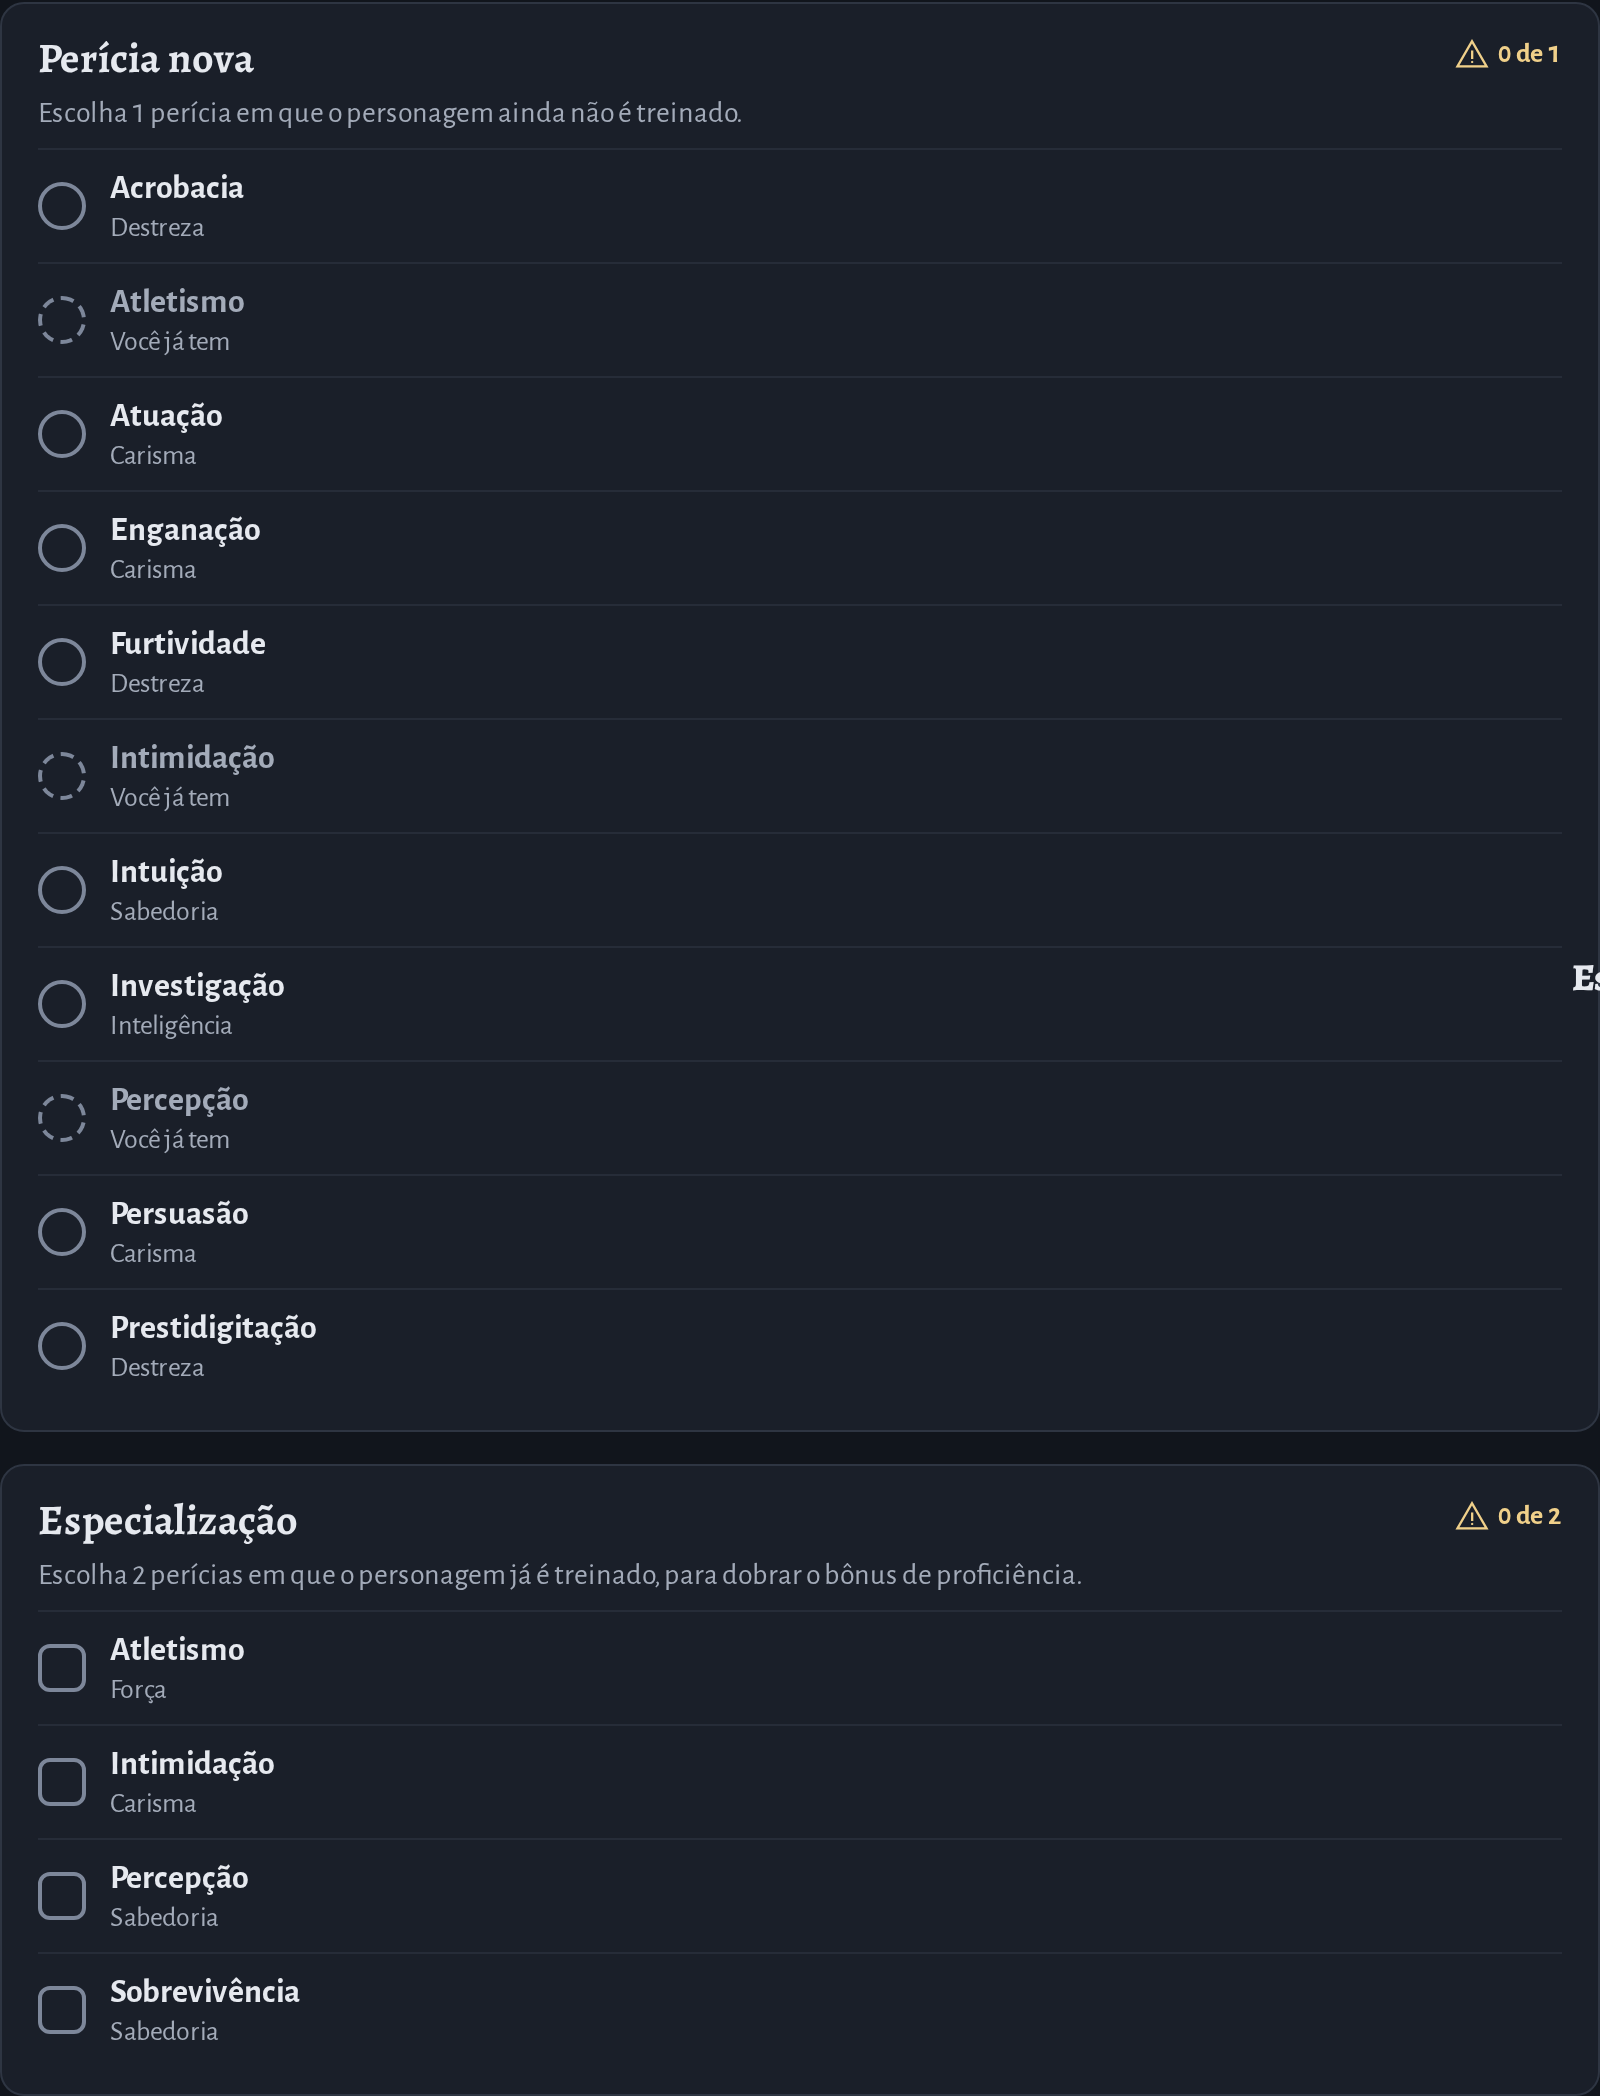 Perícia nova
0 de 1
Escolha 1 perícia em que o personagem ainda não é treinado.
Acrobacia
Destreza
Atletismo
Você já tem
Atuação
Carisma
Enganação
Carisma
Furtividade
Destreza
Intimidação
Você já tem
Intuição
Sabedoria
Investigação
Inteligência
Percepção
Você já tem
Persuasão
Carisma
Prestidigitação
Destreza
Especialização
0 de 2
Escolha 2 perícias em que o personagem já é treinado, para dobrar o bônus de proficiência.
Atletismo
Força
Intimidação
Carisma
Percepção
Sabedoria
Sobrevivência
Sabedoria